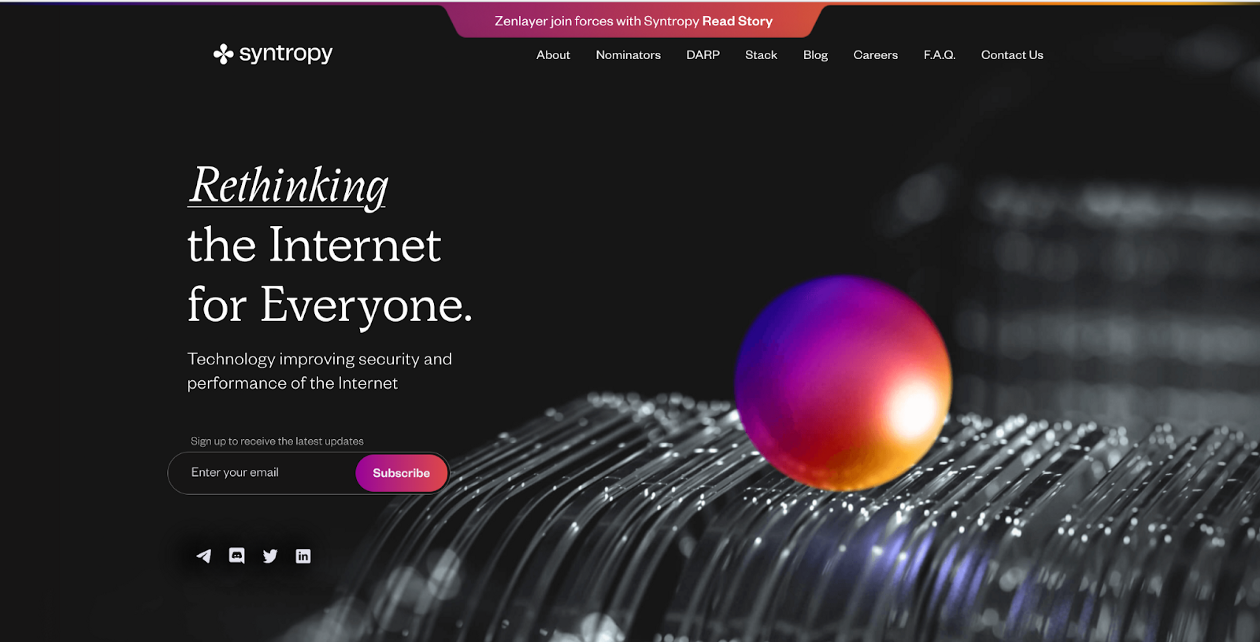 Zenlayer join forces with Syntropy Read Story
syntropy
About Nominators DARP Stack Blog Careers F.A.Q. Contact Us
Rethinking
the Internet
for Everyone.
Technology improving security and
performance of the Internet
Sign up to receive the latest updates
Enter your email Subscribe
in